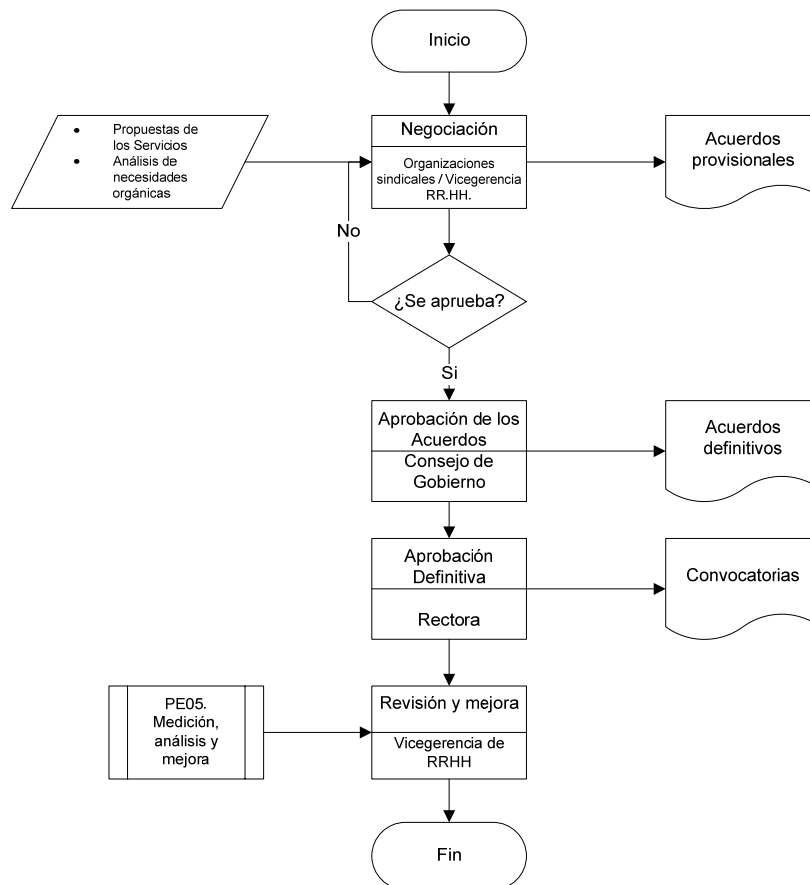 Inicio
• Propuestas de
los Servicios
• Análisis de
necesidades
orgánicas
Negociación
Organizaciones
sindicales / Vicegerencia
RR.HH.
Acuerdos
provisionales
No
¿Se aprueba?
Si
Aprobación de los
Acuerdos
Consejo de
Gobierno
Acuerdos
definitivos
Aprobación
Definitiva
Rectora
Convocatorias
PE05.
Medición,
análisis y
mejora
Revisión y mejora
Vicegerencia de
RRHH
Fin